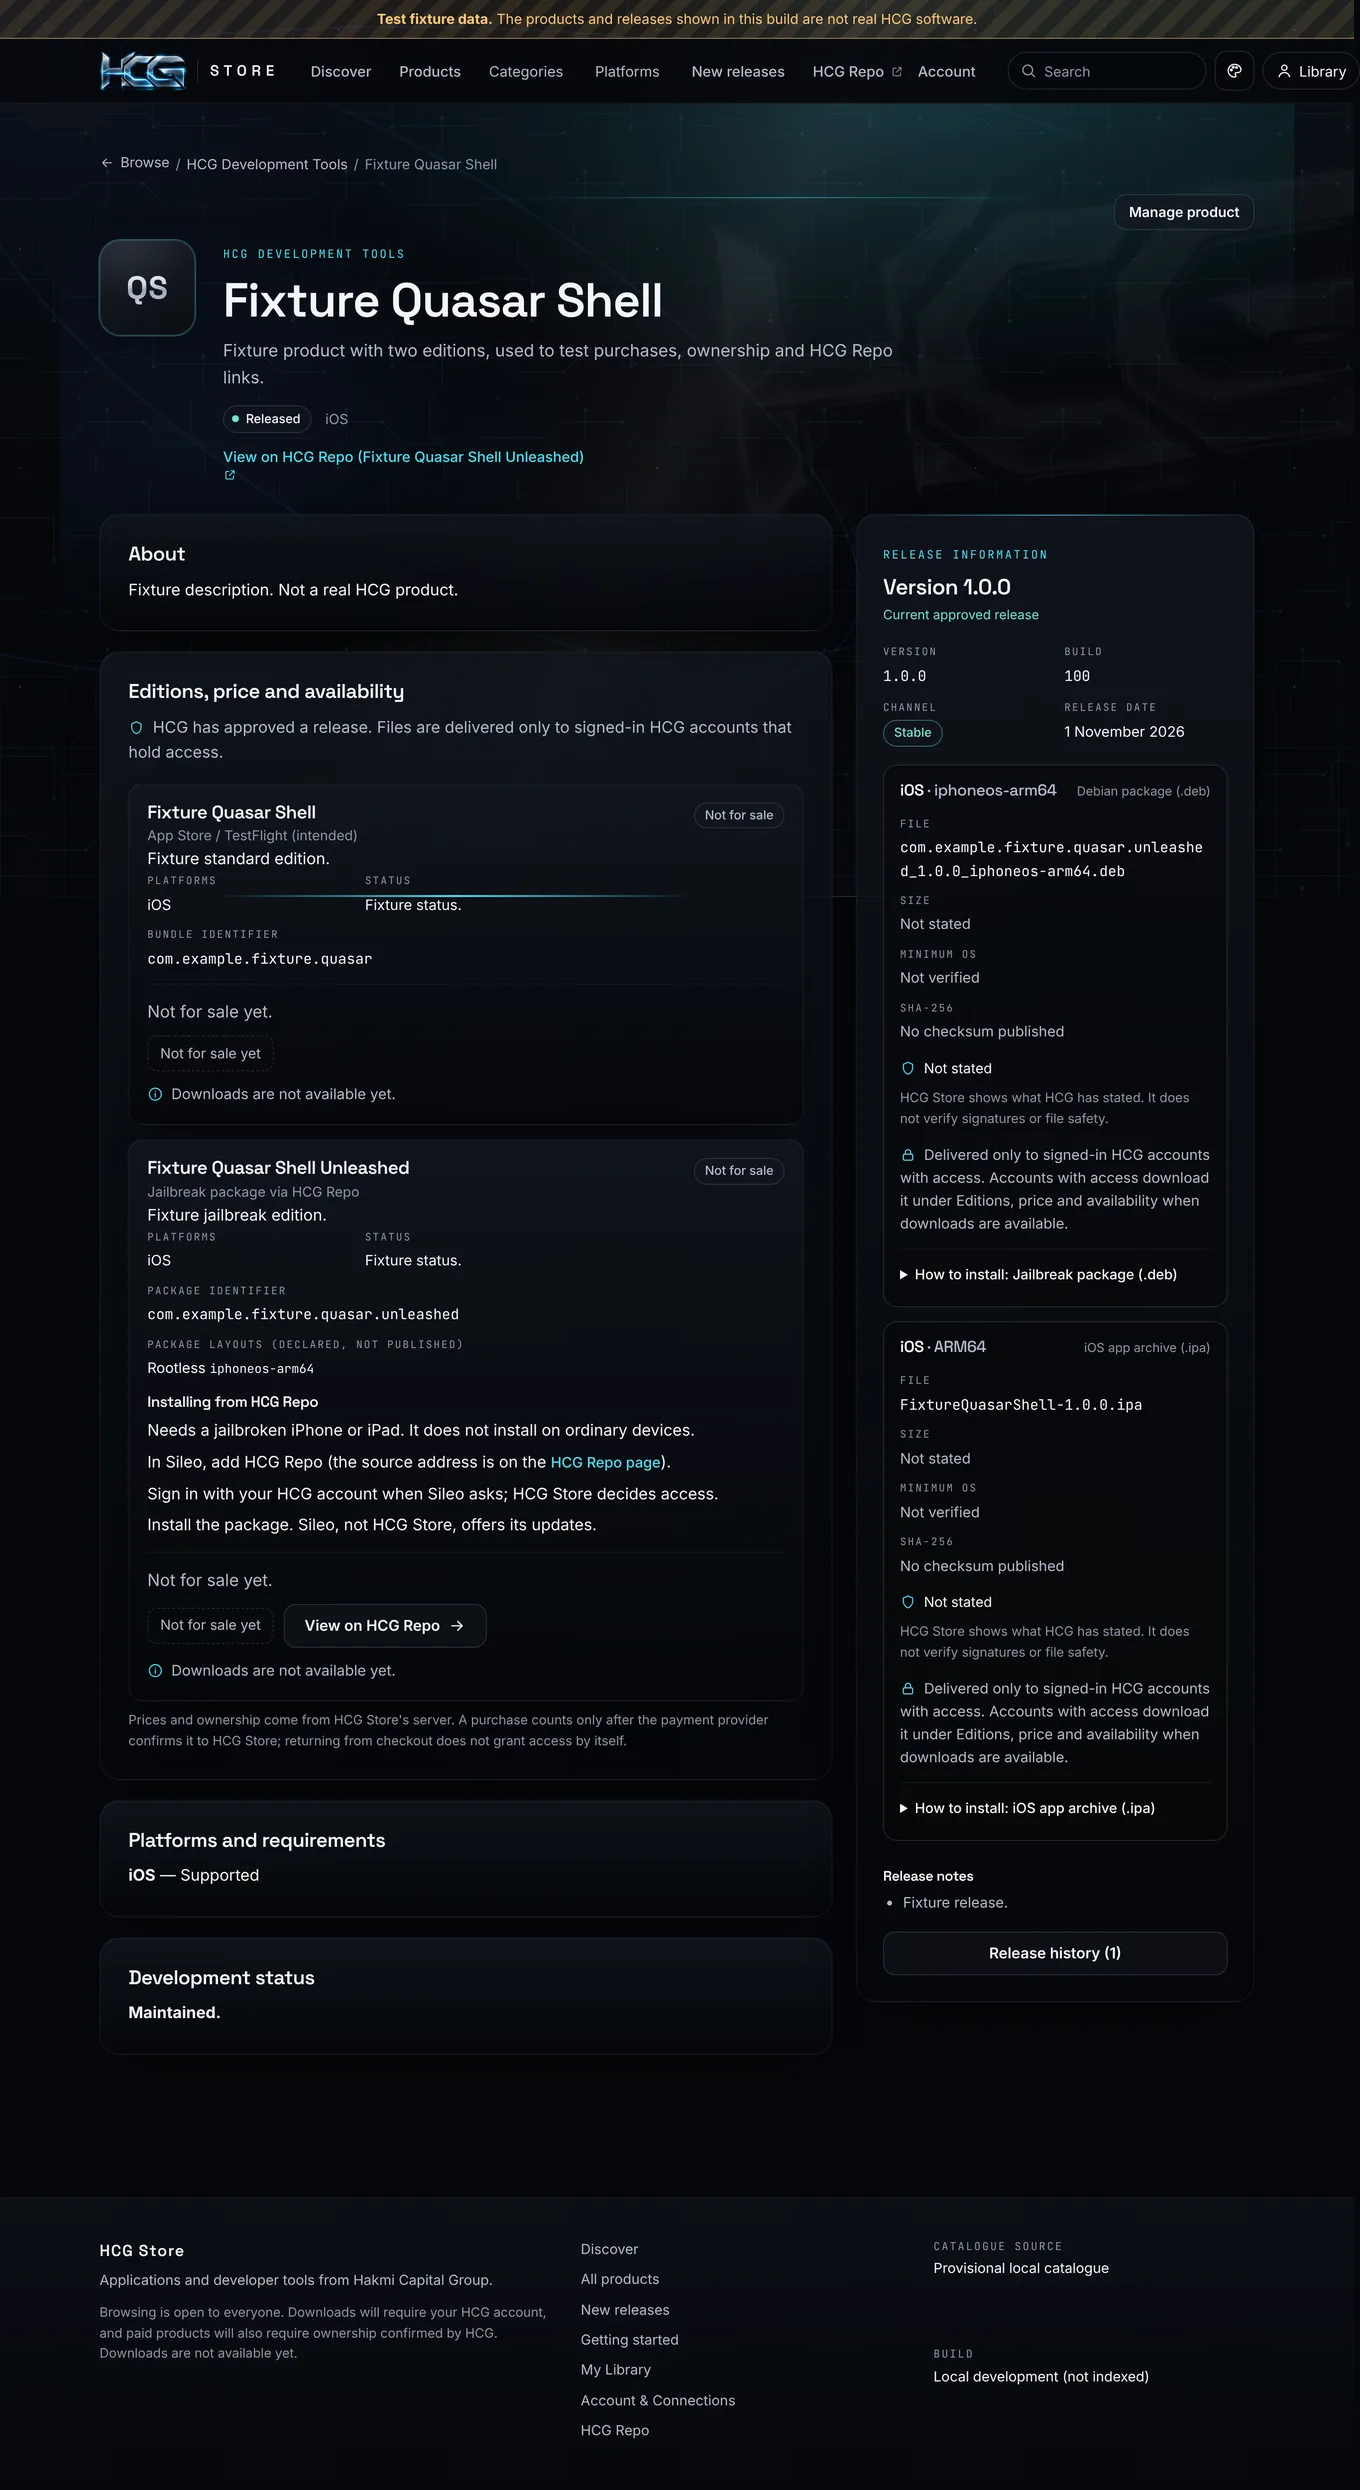 Test fixture data. The products and releases shown in this build are not real HCG software.
HCG STORE Discover Products Categories Platforms New releases HCG Repo Account Search Library
Browse / HCG Development Tools / Fixture Quasar Shell
Manage product
QS
HCG DEVELOPMENT TOOLS
Fixture Quasar Shell
Fixture product with two editions, used to test purchases, ownership and HCG Repo
links.
Released iOS
View on HCG Repo (Fixture Quasar Shell Unleashed)
About
Fixture description. Not a real HCG product.
Editions, price and availability
HCG has approved a release. Files are delivered only to signed-in HCG accounts that
hold access.
Fixture Quasar Shell
Not for sale
App Store / TestFlight (intended)
Fixture standard edition.
PLATFORMS STATUS
iOS Fixture status.
BUNDLE IDENTIFIER
com.example.fixture.quasar
Not for sale yet.
Not for sale yet
Downloads are not available yet.
Fixture Quasar Shell Unleashed
Not for sale
Jailbreak package via HCG Repo
Fixture jailbreak edition.
PLATFORMS STATUS
iOS Fixture status.
PACKAGE IDENTIFIER
com.example.fixture.quasar.unleashed
PACKAGE LAYOUTS (DECLARED, NOT PUBLISHED)
Rootless iphoneos-arm64
Installing from HCG Repo
Needs a jailbroken iPhone or iPad. It does not install on ordinary devices.
In Sileo, add HCG Repo (the source address is on the HCG Repo page).
Sign in with your HCG account when Sileo asks; HCG Store decides access.
Install the package. Sileo, not HCG Store, offers its updates.
Not for sale yet.
Not for sale yet View on HCG Repo →
Downloads are not available yet.
Prices and ownership come from HCG Store's server. A purchase counts only after the payment provider
confirms it to HCG Store; returning from checkout does not grant access by itself.
Platforms and requirements
iOS — Supported
Development status
Maintained.
RELEASE INFORMATION
Version 1.0.0
Current approved release
VERSION BUILD
1.0.0 100
CHANNEL RELEASE DATE
Stable 1 November 2026
iOS · iphoneos-arm64 Debian package (.deb)
FILE
com.example.fixture.quasar.unleashe
d_1.0.0_iphoneos-arm64.deb
SIZE
Not stated
MINIMUM OS
Not verified
SHA-256
No checksum published
Not stated
HCG Store shows what HCG has stated. It does
not verify signatures or file safety.
Delivered only to signed-in HCG accounts
with access. Accounts with access download
it under Editions, price and availability when
downloads are available.
How to install: Jailbreak package (.deb)
iOS · ARM64 iOS app archive (.ipa)
FILE
FixtureQuasarShell-1.0.0.ipa
SIZE
Not stated
MINIMUM OS
Not verified
SHA-256
No checksum published
Not stated
HCG Store shows what HCG has stated. It does
not verify signatures or file safety.
Delivered only to signed-in HCG accounts
with access. Accounts with access download
it under Editions, price and availability when
downloads are available.
How to install: iOS app archive (.ipa)
Release notes
• Fixture release.
Release history (1)
HCG Store
Applications and developer tools from Hakmi Capital Group.
Browsing is open to everyone. Downloads will require your HCG account,
and paid products will also require ownership confirmed by HCG.
Downloads are not available yet.
Discover
All products
New releases
Getting started
My Library
Account & Connections
HCG Repo
CATALOGUE SOURCE
Provisional local catalogue
BUILD
Local development (not indexed)